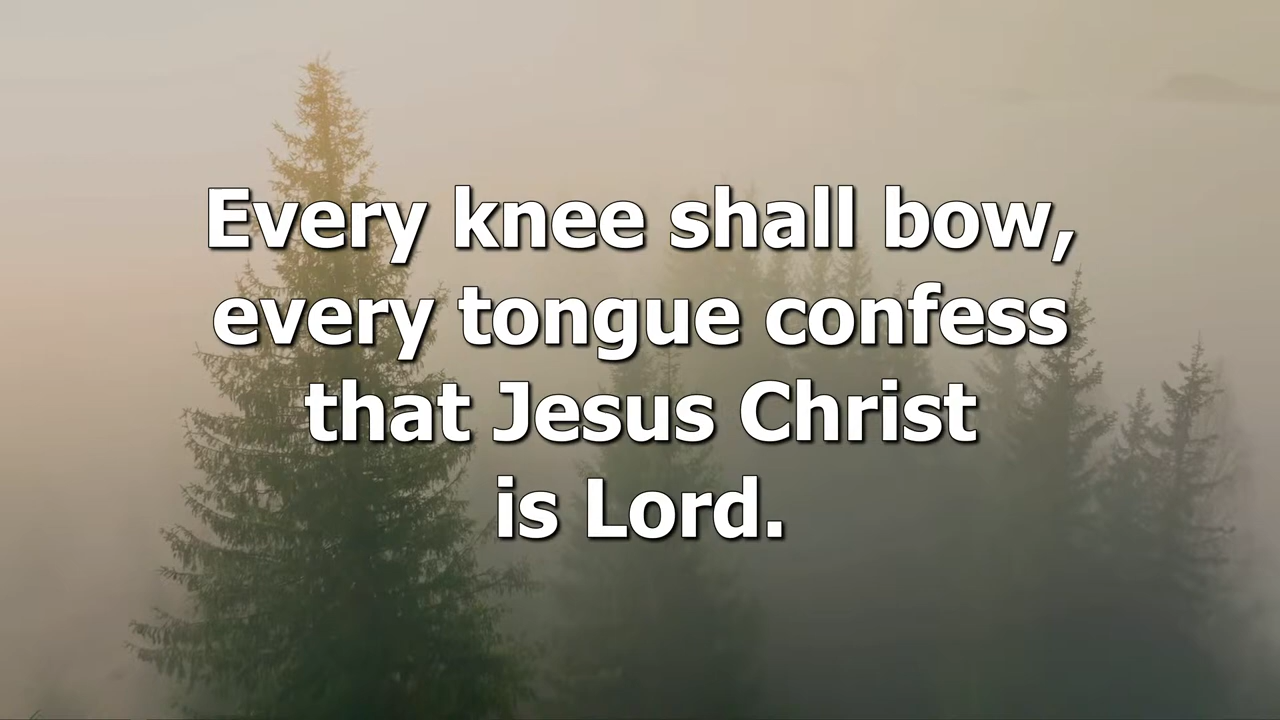 Every knee shall bow,
every tongue confess
that Jesus Christ
is Lord.